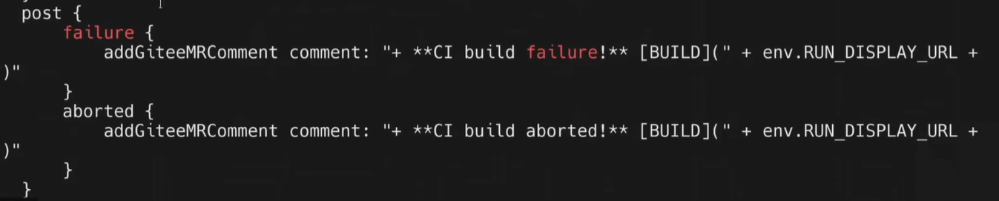 post {
failure {
addGiteeMRComment comment: "+ **CI build failure!** [BUILD](" + env.RUN_DISPLAY_URL +
)"
}
aborted {
addGiteeMRComment comment: "+ **CI build aborted!** [BUILD](" + env.RUN_DISPLAY_URL +
)"
}
}